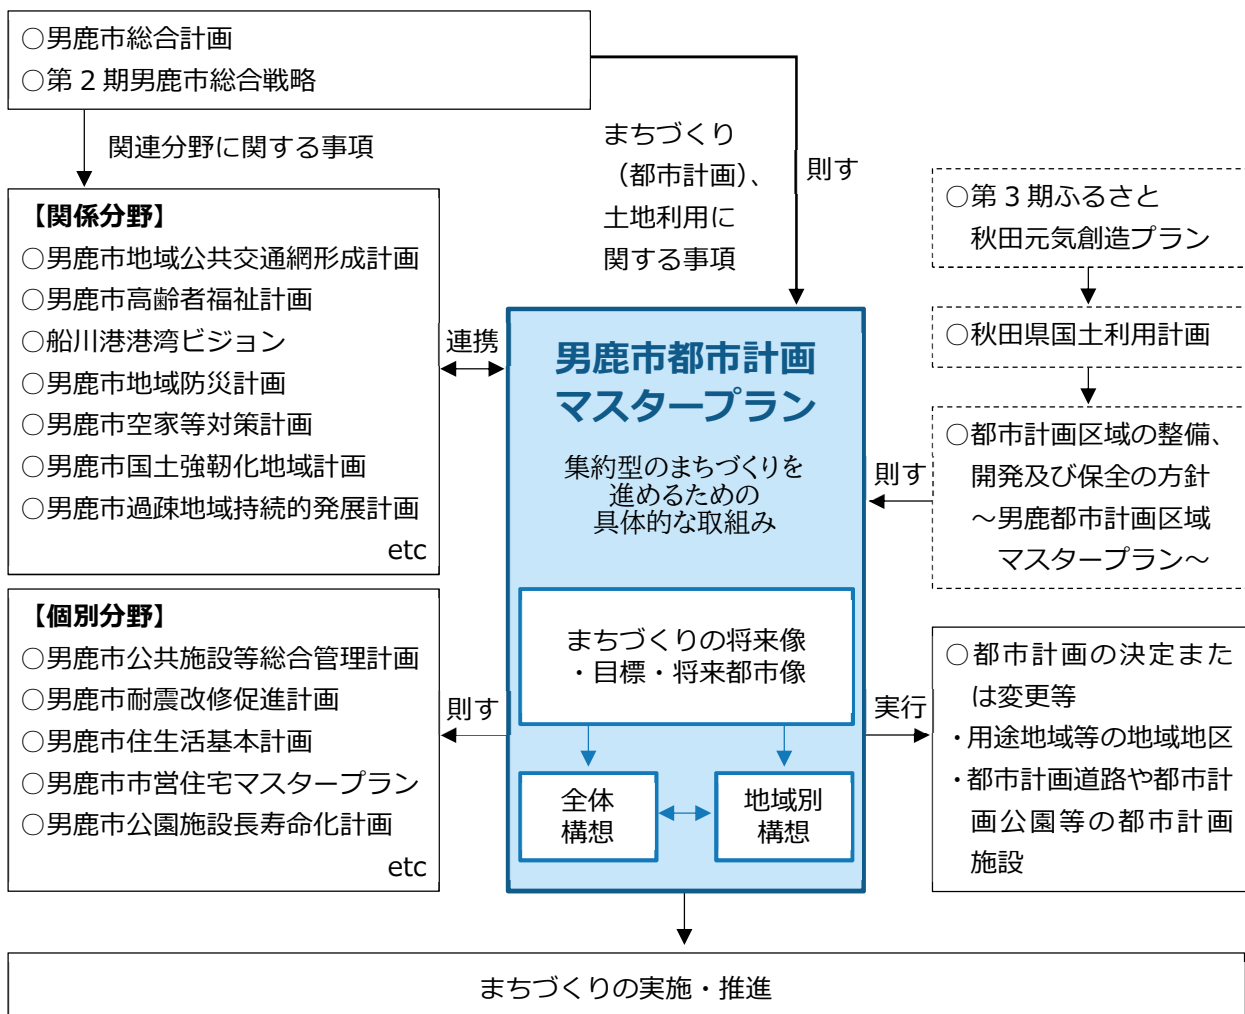 ○男鹿市総合計画
○第2期男鹿市総合戦略
関連分野に関する事項
まちづくり
（都市計画）、
土地利用に
関する事項
則す
【関係分野】
○男鹿市地域公共交通網形成計画
○男鹿市高齢者福祉計画
○船川港港湾ビジョン
○男鹿市地域防災計画
○男鹿市空家等対策計画
○男鹿市国土強靭化地域計画
○男鹿市過疎地域持続的発展計画
etc
連携
【個別分野】
○男鹿市公共施設等総合管理計画
○男鹿市耐震改修促進計画
○男鹿市住生活基本計画
○男鹿市市営住宅マスタープラン
○男鹿市公園施設長寿命化計画
etc
則す
男鹿市都市計画
マスタープラン
集約型のまちづくりを
進めるための
具体的な取組み
まちづくりの将来像
・目標・将来都市像
全体
構想
地域別
構想
○第3期ふるさと
秋田元気創造プラン
○秋田県国土利用計画
○都市計画区域の整備、
開発及び保全の方針
～男鹿都市計画区域
マスタープラン～
則す
実行
○都市計画の決定また
は変更等
・用途地域等の地域地区
・都市計画道路や都市計
画公園等の都市計画
施設
まちづくりの実施・推進